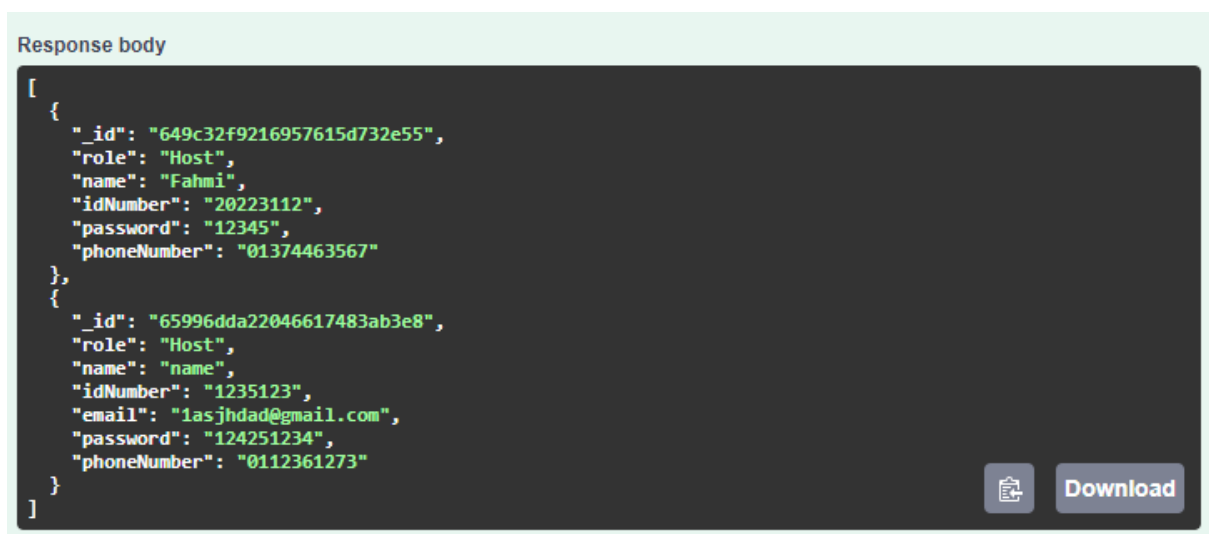 Response body
[
  {
    "_id": "649c32f9216957615d732e55",
    "role": "Host",
    "name": "Fahmi",
    "idNumber": "20223112",
    "password": "12345",
    "phoneNumber": "01374463567"
  },
  {
    "_id": "65996dda22046617483ab3e8",
    "role": "Host",
    "name": "name",
    "idNumber": "1235123",
    "email": "1asjhdad@gmail.com",
    "password": "124251234",
    "phoneNumber": "0112361273"
  }
]
Download